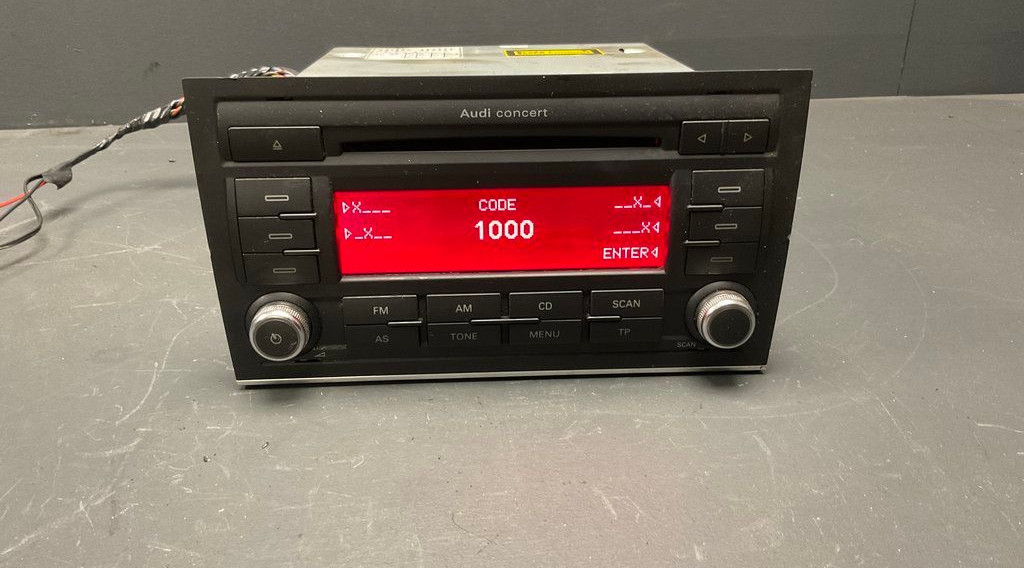 Audi concert
X___ CODE __X_
_X__ 1000 ___X
ENTER
FM AM CD SCAN
AS TONE MENU TP
SCAN